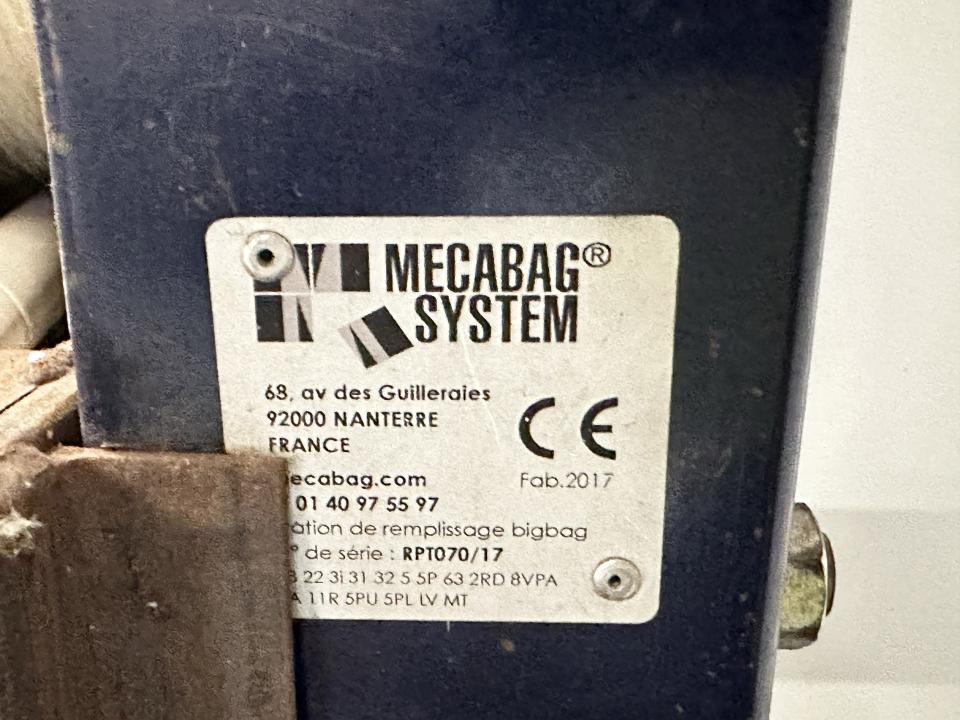 MECABAG®
SYSTEM
68, av des Guilleraies
92000 NANTERRE
FRANCE
CE
ecabag.com
Fab.2017
01 40 97 55 97
ation de remplissage bigbag
° de série : RPT070/17
22 3i 31 32 5 5P 63 2RD 8VPA
A 11R 5PU 5PL LV MT